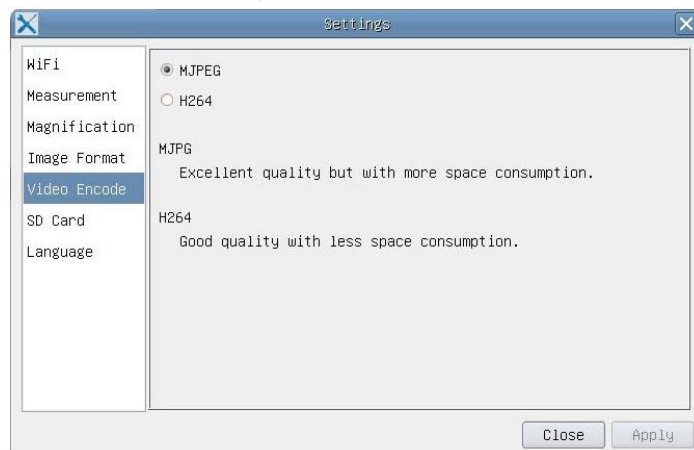 Settings
WiFi
Measurement
Magnification
Image Format
Video Encode
SD Card
Language
MJPEG
H264
MJPG
Excellent quality but with more space consumption.
H264
Good quality with less space consumption.
Close
Apply